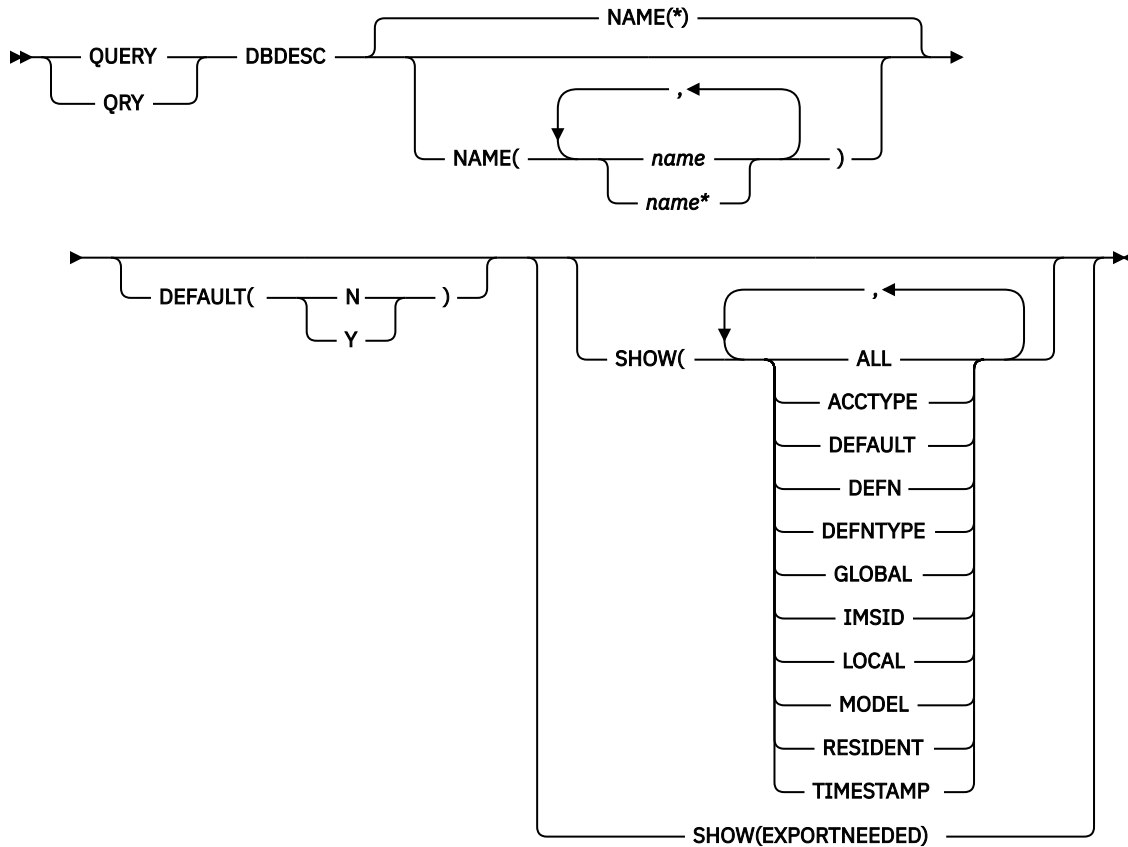 NAME(*)
QUERY DBDESC
QRY
,
NAME( name )
name*
DEFAULT( N )
Y
,
SHOW( ALL
ACCTYPE
DEFAULT
DEFN
DEFNTYPE
GLOBAL
IMSID
LOCAL
MODEL
RESIDENT
TIMESTAMP
SHOW(EXPORTNEEDED)